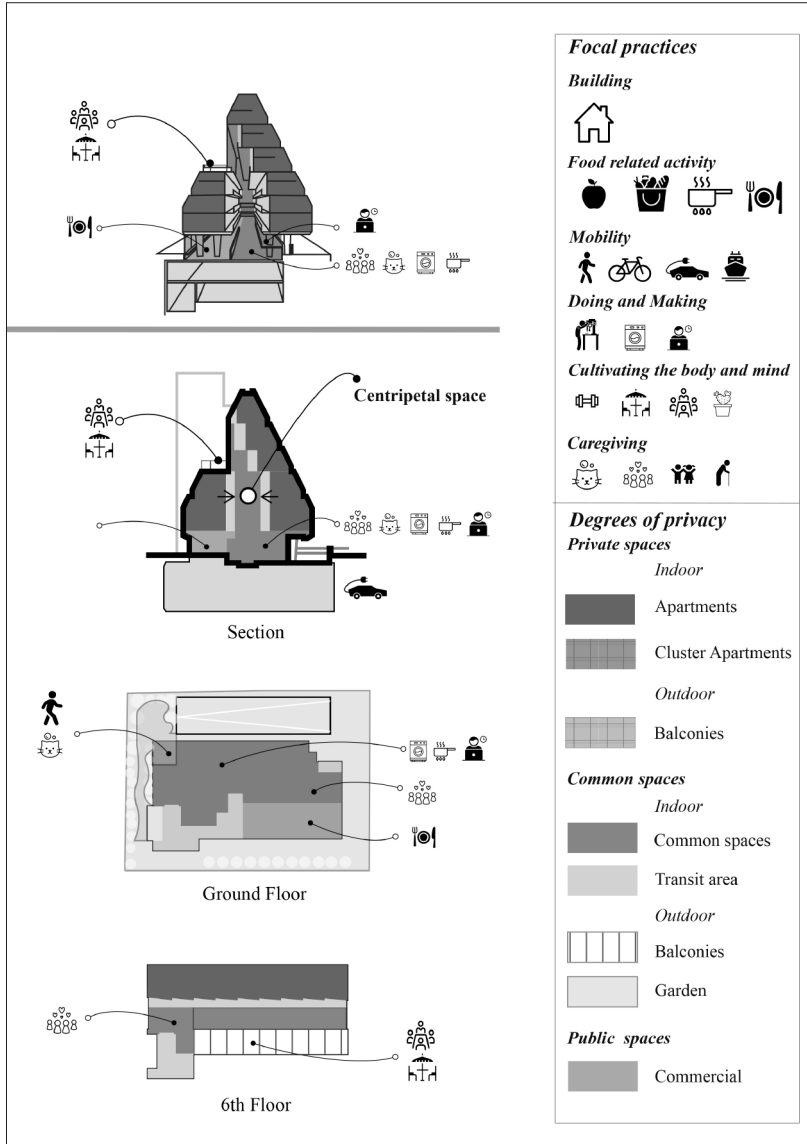 Centripetal space
Section
Ground Floor
6th Floor
Focal practices
Building
Food related activity
Mobility
Doing and Making
Cultivating the body and mind
Caregiving
Degrees of privacy
Private spaces
Indoor
Apartments
Cluster Apartments
Outdoor
Balconies
Common spaces
Indoor
Common spaces
Transit area
Outdoor
Balconies
Garden
Public spaces
Commercial